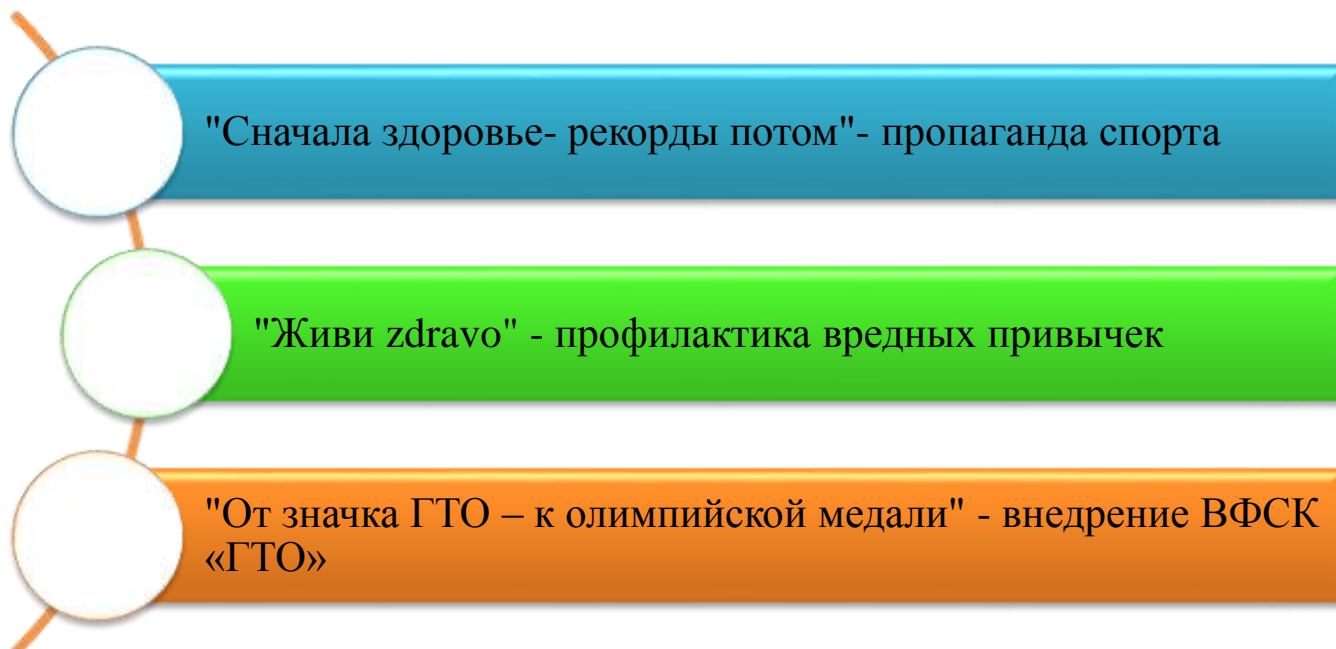 "Сначала здоровье- рекорды потом"- пропаганда спорта
"Живи zdravo" - профилактика вредных привычек
"От значка ГТО – к олимпийской медали" - внедрение ВФСК
«ГТО»